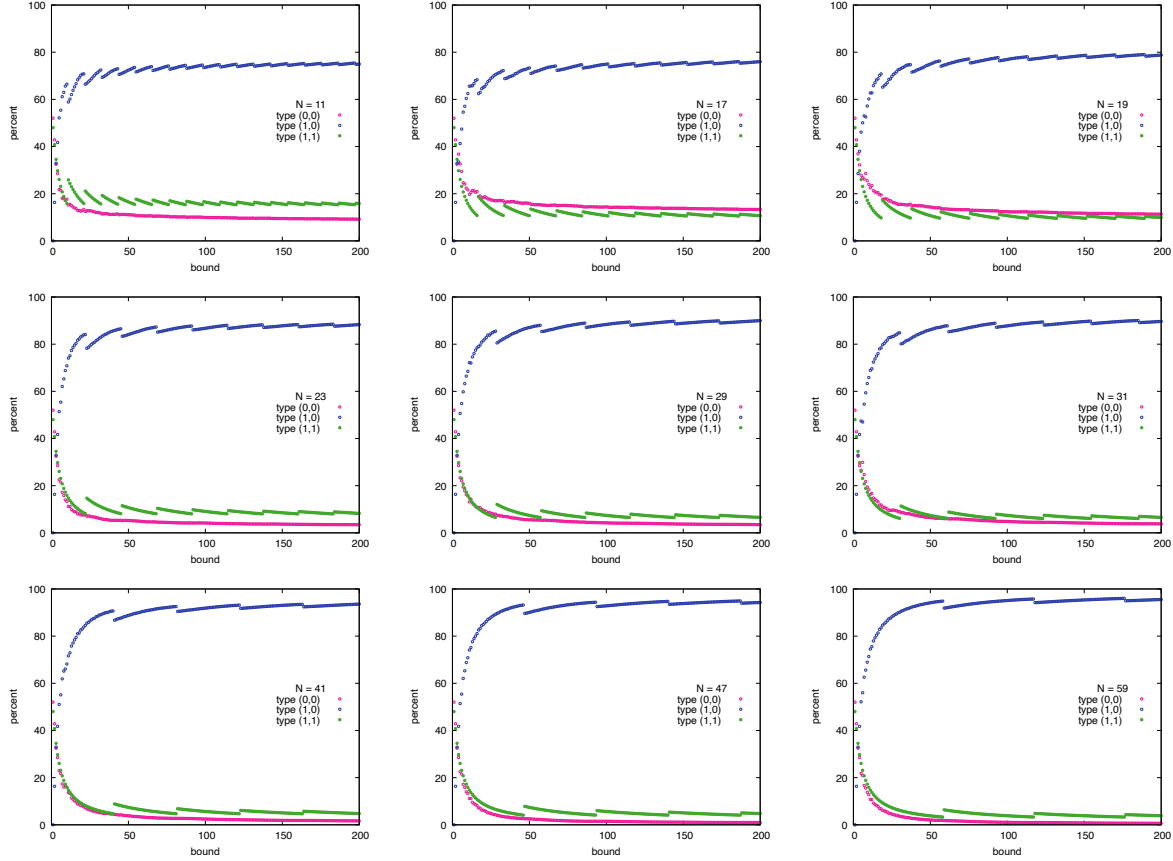 100
80
60
40
20
0
percent
0
50
100
150
200
bound
N = 11
type (0,0)
type (1,0)
type (1,1)
100
80
60
40
20
0
percent
0
50
100
150
200
bound
N = 17
type (0,0)
type (1,0)
type (1,1)
100
80
60
40
20
0
percent
0
50
100
150
200
bound
N = 19
type (0,0)
type (1,0)
type (1,1)
100
80
60
40
20
0
percent
0
50
100
150
200
bound
N = 23
type (0,0)
type (1,0)
type (1,1)
100
80
60
40
20
0
percent
0
50
100
150
200
bound
N = 29
type (0,0)
type (1,0)
type (1,1)
100
80
60
40
20
0
percent
0
50
100
150
200
bound
N = 31
type (0,0)
type (1,0)
type (1,1)
100
80
60
40
20
0
percent
0
50
100
150
200
bound
N = 41
type (0,0)
type (1,0)
type (1,1)
100
80
60
40
20
0
percent
0
50
100
150
200
bound
N = 47
type (0,0)
type (1,0)
type (1,1)
100
80
60
40
20
0
percent
0
50
100
150
200
bound
N = 59
type (0,0)
type (1,0)
type (1,1)